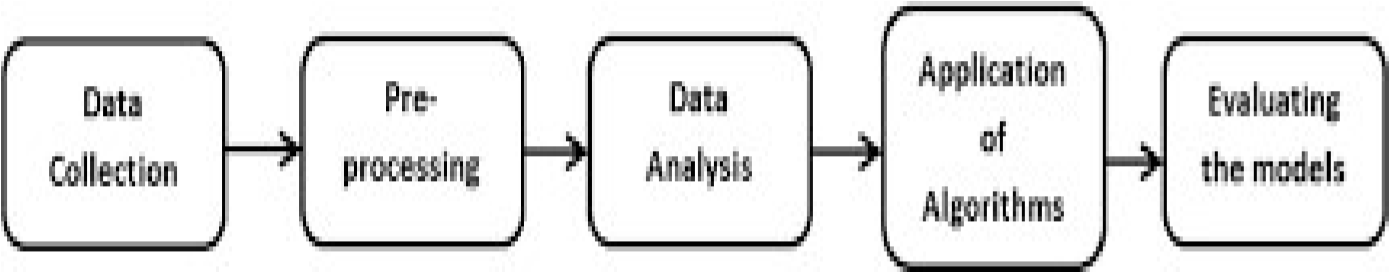 Data
Collection
Pre-
processing
Data
Analysis
Application
of
Algorithms
Evaluating
the models